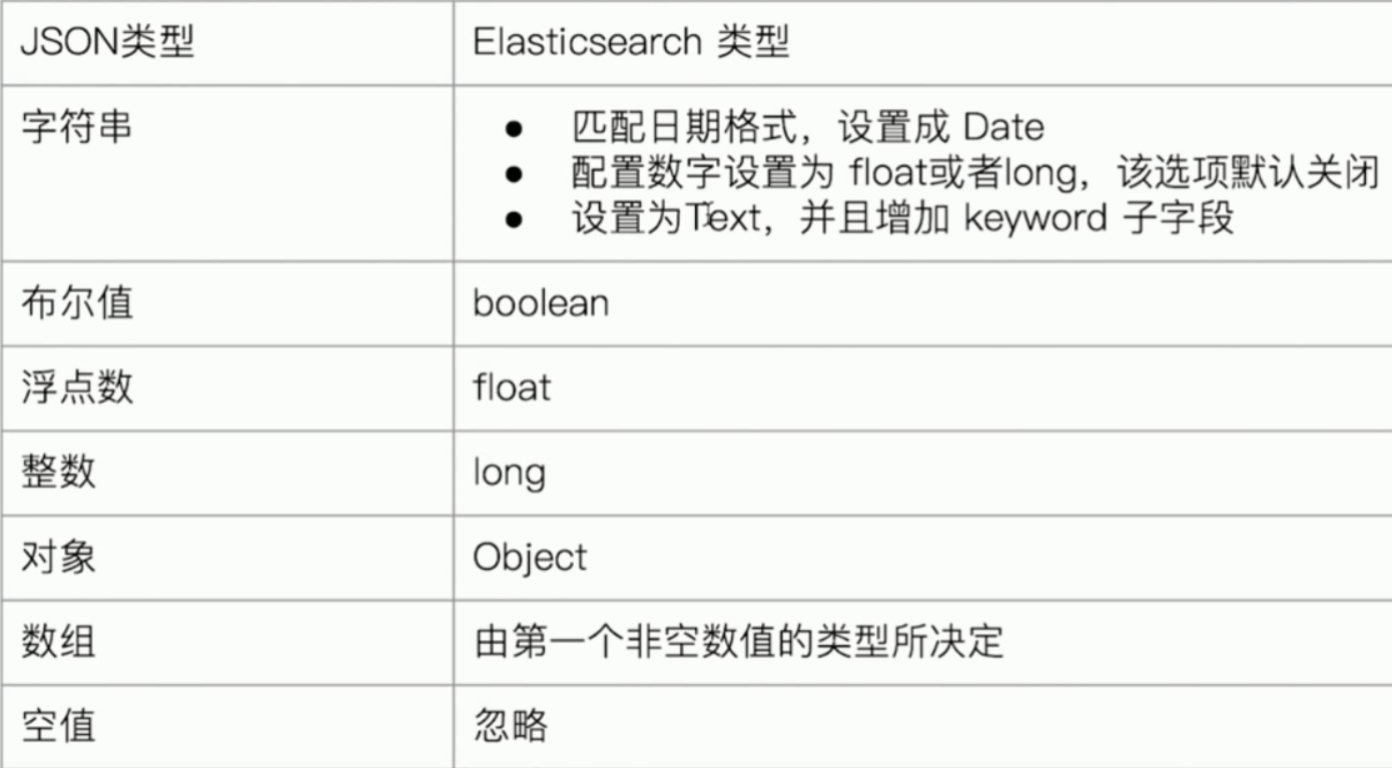 JSON类型
Elasticsearch 类型
字符串
● 匹配日期格式，设置成 Date
● 配置数字设置为 float或者long，该选项默认关闭
● 设置为Text，并且增加 keyword 子字段
布尔值
boolean
浮点数
float
整数
long
对象
Object
数组
由第一个非空数值的类型所决定
空值
忽略